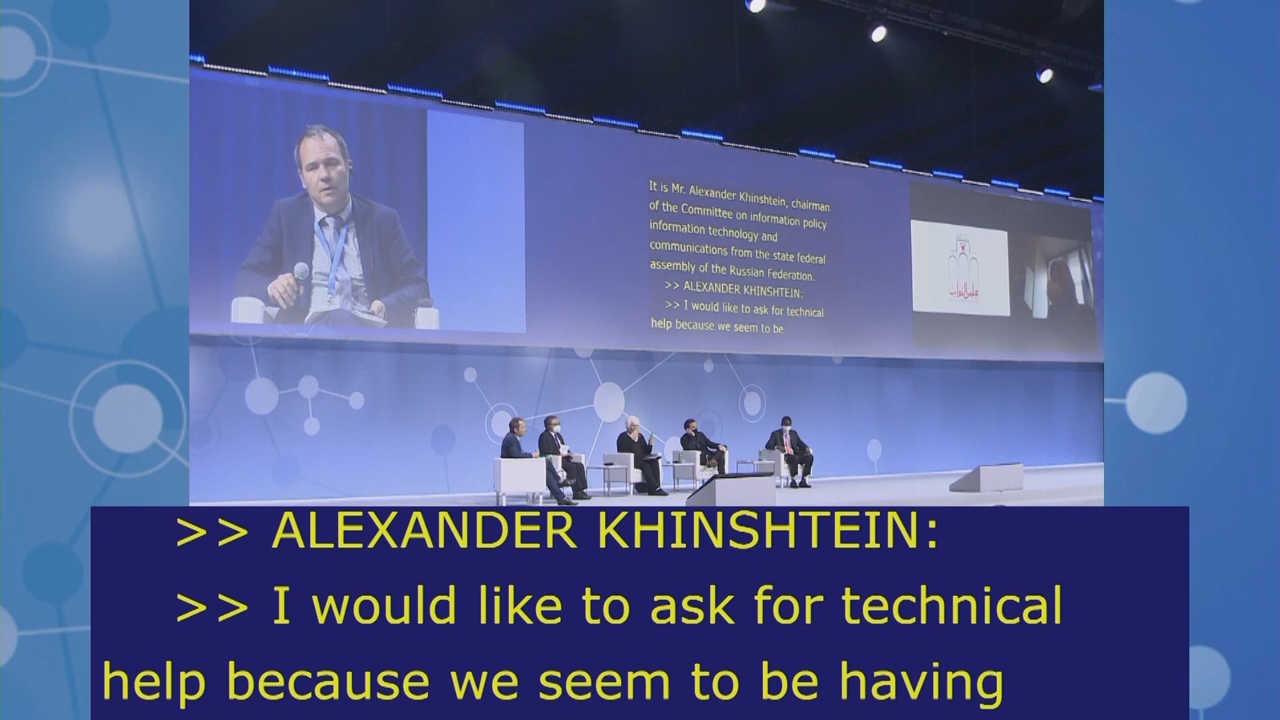 It is Mr. Alexander Khinshtein, chairman
of the Committee on information policy
information technology and
communications from the state federal
assembly of the Russian Federation.
>> ALEXANDER KHINSHTEIN:
>> I would like to ask for technical
help because we seem to be
مجلس النواب
>> ALEXANDER KHINSHTEIN:
>> I would like to ask for technical
help because we seem to be having